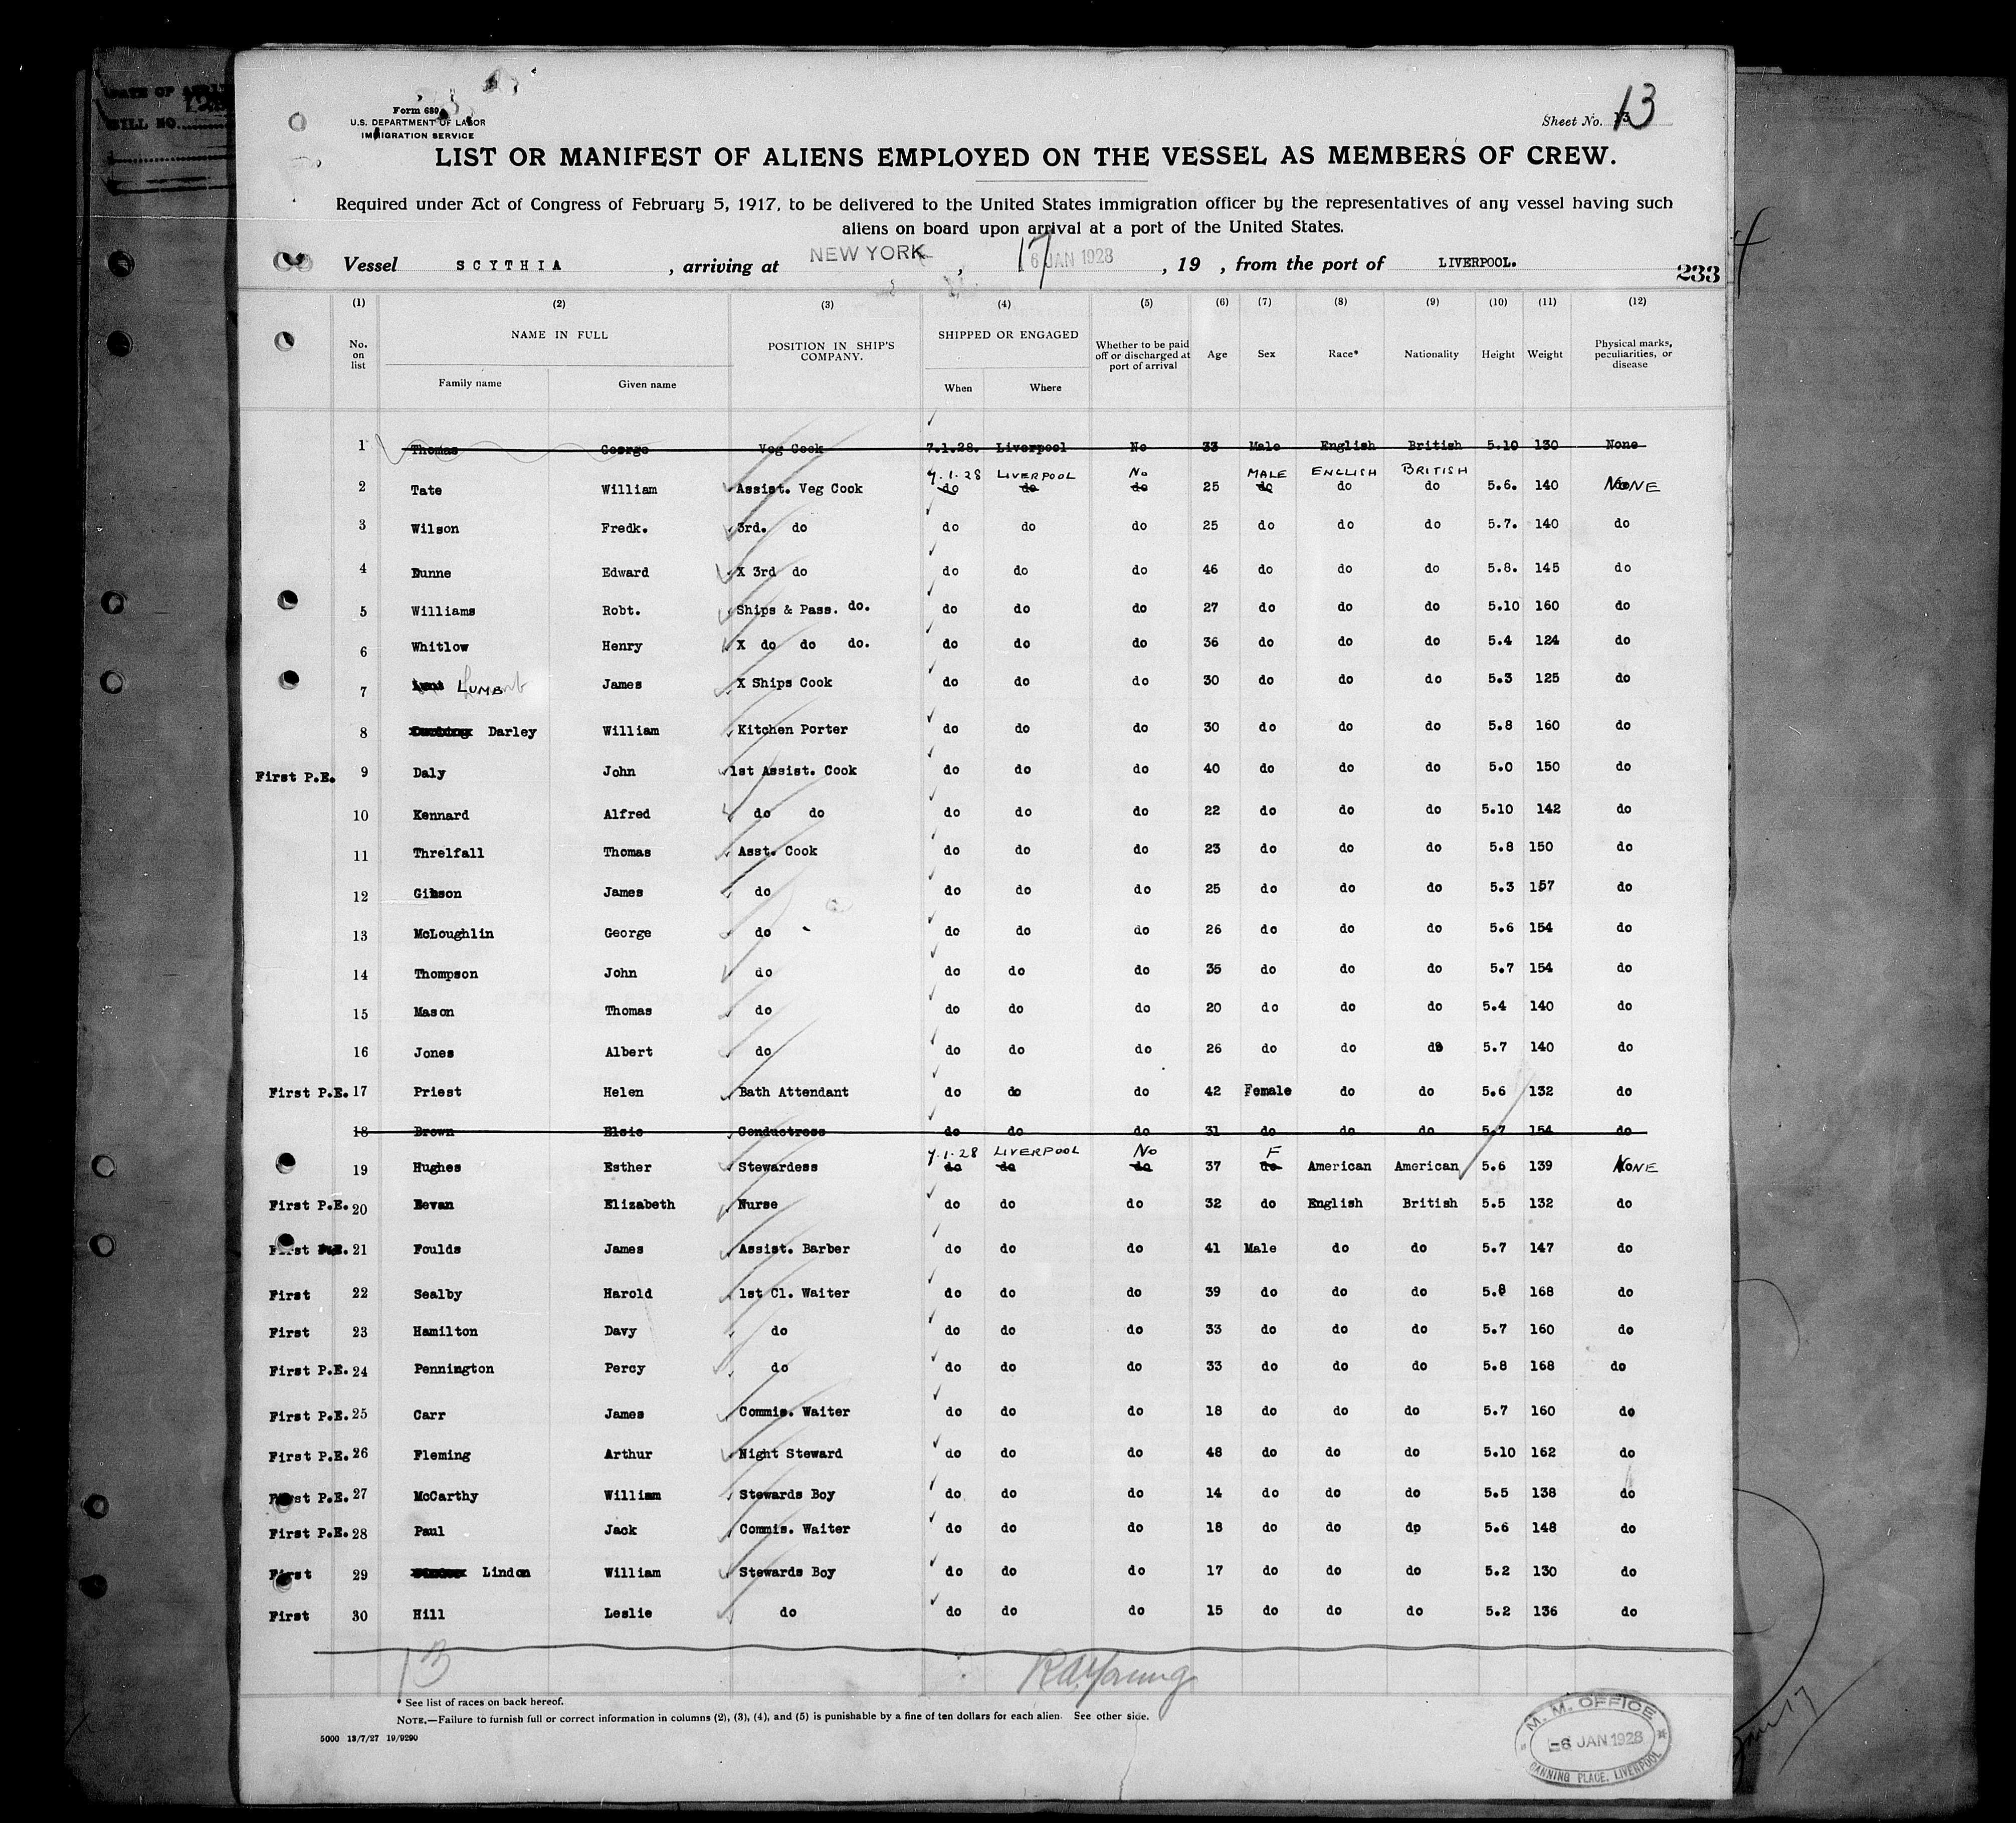 Form 680
U.S. DEPARTMENT OF LABOR
IMMIGRATION SERVICE
Sheet No. 13
LIST OR MANIFEST OF ALIENS EMPLOYED ON THE VESSEL AS MEMBERS OF CREW.
Required under Act of Congress of February 5, 1917, to be delivered to the United States immigration officer by the representatives of any vessel having such
aliens on board upon arrival at a port of the United States.
Vessel SCYTHIA , arriving at NEW YORK , 17 JAN 1928 , 19 , from the port of LIVERPOOL.
233
(1) (2) (3) (4) (5) (6) (7) (8) (9) (10) (11) (12)
No. on list NAME IN FULL POSITION IN SHIP'S COMPANY. SHIPPED OR ENGAGED Whether to be paid off or discharged at port of arrival Age Sex Race* Nationality Height Weight Physical marks, peculiarities, or disease
Family name Given name When Where
1 Thomas George Veg Cook 7.1.28. Liverpool No 33 Male English British 5.10 130 None
7.1.28 LIVERPOOL No MALE ENGLISH BRITISH
2 Tate William Assist. Veg Cook do do do 25 do do do 5.6. 140 NONE
3 Wilson Fredk. 3rd. do do do do 25 do do do 5.7. 140 do
4 Dunne Edward X 3rd do do do do 46 do do do 5.8. 145 do
5 Williams Robt. Ships & Pass. do. do do do 27 do do do 5.10 160 do
6 Whitlow Henry X do do do. do do do 36 do do do 5.4 124 do
7 LUMB James X Ships Cook do do do 30 do do do 5.3 125 do
8 Darley William Kitchen Porter do do do 30 do do do 5.8 160 do
First P.E. 9 Daly John 1st Assist. Cook do do do 40 do do do 5.0 150 do
10 Kennard Alfred do do do do do 22 do do do 5.10 142 do
11 Threlfall Thomas Asst. Cook do do do 23 do do do 5.8 150 do
12 Gibson James do do do do 25 do do do 5.3 157 do
13 McLoughlin George do do do do 26 do do do 5.6 154 do
14 Thompson John do do do do 35 do do do 5.7 154 do
15 Mason Thomas do do do do 20 do do do 5.4 140 do
16 Jones Albert do do do do 26 do do do 5.7 140 do
First P.E. 17 Priest Helen Bath Attendant do do do 42 Female do do 5.6 132 do
18 Brown Elsie Conductress do do do 31 do do do 5.7 154 do
7.1.28 LIVERPOOL No F
19 Hughes Esther Stewardess do do do 37 do American American 5.6 139 NONE
First P.E. 20 Bevan Elizabeth Nurse do do do 32 do English British 5.5 132 do
First P.E. 21 Foulds James Assist. Barber do do do 41 Male do do 5.7 147 do
First 22 Sealby Harold 1st Cl. Waiter do do do 39 do do do 5.8 168 do
First 23 Hamilton Davy do do do do 33 do do do 5.7 160 do
First P.E. 24 Pennington Percy do do do do 33 do do do 5.8 168 do
First P.E. 25 Carr James Commis. Waiter do do do 18 do do do 5.7 160 do
First P.E. 26 Fleming Arthur Night Steward do do do 48 do do do 5.10 162 do
First P.E. 27 McCarthy William Stewards Boy do do do 14 do do do 5.5 138 do
First P.E. 28 Paul Jack Commis. Waiter do do do 18 do do do 5.6 148 do
First 29 Lindon William Stewards Boy do do do 17 do do do 5.2 130 do
First 30 Hill Leslie do do do do 15 do do do 5.2 136 do
13 R.A. Young
* See list of races on back hereof.
NOTE.—Failure to furnish full or correct information in columns (2), (3), (4), and (5) is punishable by a fine of ten dollars for each alien. See other side.
5000 13/7/27 19/9290
M. M. OFFICE
-6 JAN 1928
CANNING PLACE, LIVERPOOL